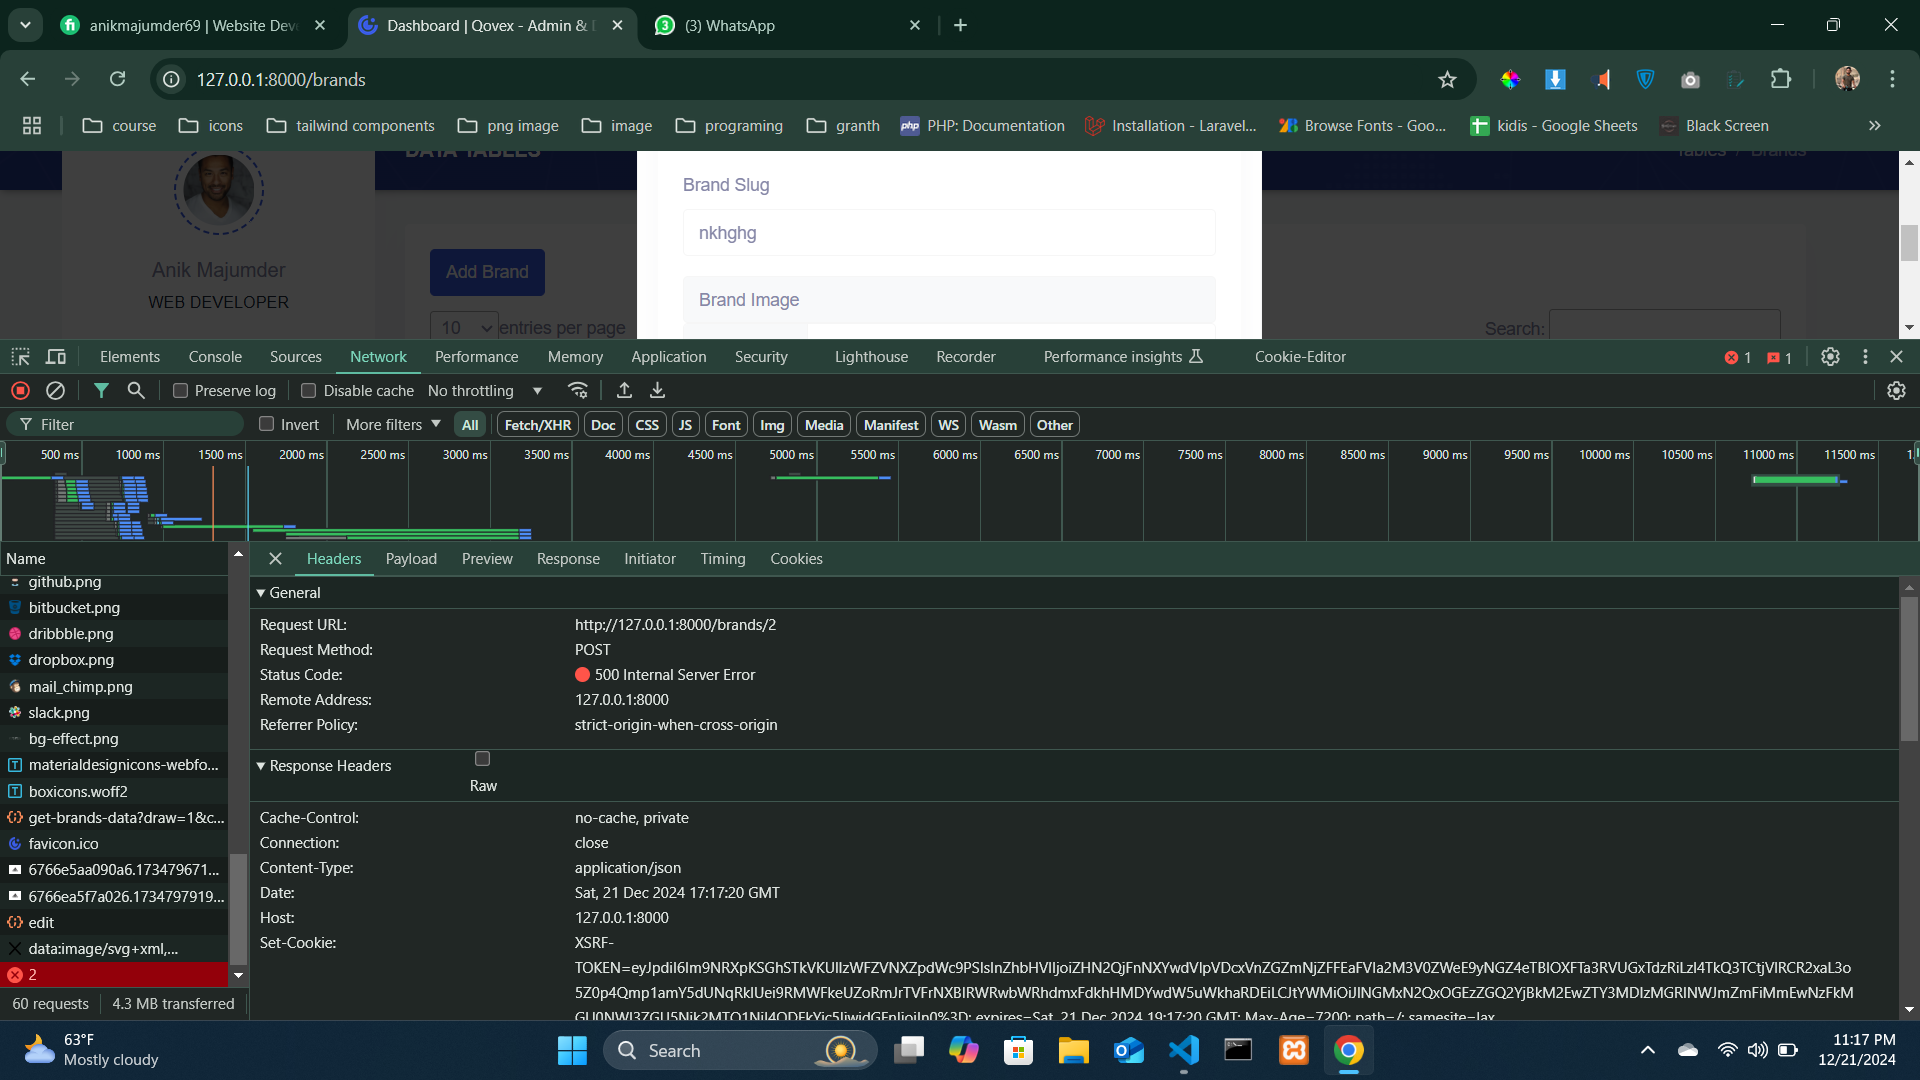 anikmajumder69 | Website Dev
Dashboard | Qovex - Admin &
(3) WhatsApp
127.0.0.1:8000/brands
course
icons
tailwind components
png image
image
programing
granth
PHP: Documentation
Installation - Laravel...
Browse Fonts - Goo...
kidis - Google Sheets
Black Screen
DATA TABLES
Tables / Brands
Brand Slug
nkhghg
Anik Majumder
WEB DEVELOPER
Add Brand
Brand Image
10 entries per page
Search:
Elements Console Sources Network Performance Memory Application Security Lighthouse Recorder Performance insights Cookie-Editor
1 1
Preserve log Disable cache No throttling
Filter Invert More filters All Fetch/XHR Doc CSS JS Font Img Media Manifest WS Wasm Other
500 ms 1000 ms 1500 ms 2000 ms 2500 ms 3000 ms 3500 ms 4000 ms 4500 ms 5000 ms 5500 ms 6000 ms 6500 ms 7000 ms 7500 ms 8000 ms 8500 ms 9000 ms 9500 ms 10000 ms 10500 ms 11000 ms 11500 ms
Name
github.png
bitbucket.png
dribbble.png
dropbox.png
mail_chimp.png
slack.png
bg-effect.png
materialdesignicons-webfo...
boxicons.woff2
get-brands-data?draw=1&c...
favicon.ico
6766e5aa090a6.173479671...
6766ea5f7a026.1734797919...
edit
data:image/svg+xml,...
2
60 requests 4.3 MB transferred
Headers Payload Preview Response Initiator Timing Cookies
General
Request URL: http://127.0.0.1:8000/brands/2
Request Method: POST
Status Code: 500 Internal Server Error
Remote Address: 127.0.0.1:8000
Referrer Policy: strict-origin-when-cross-origin
Response Headers
Raw
Cache-Control: no-cache, private
Connection: close
Content-Type: application/json
Date: Sat, 21 Dec 2024 17:17:20 GMT
Host: 127.0.0.1:8000
Set-Cookie: XSRF-
expires=Sat, 21 Dec 2024 19:17:20 GMT; Max-Age=7200; path=/; samesite=lax
63°F
Mostly cloudy
Search
11:17 PM
12/21/2024